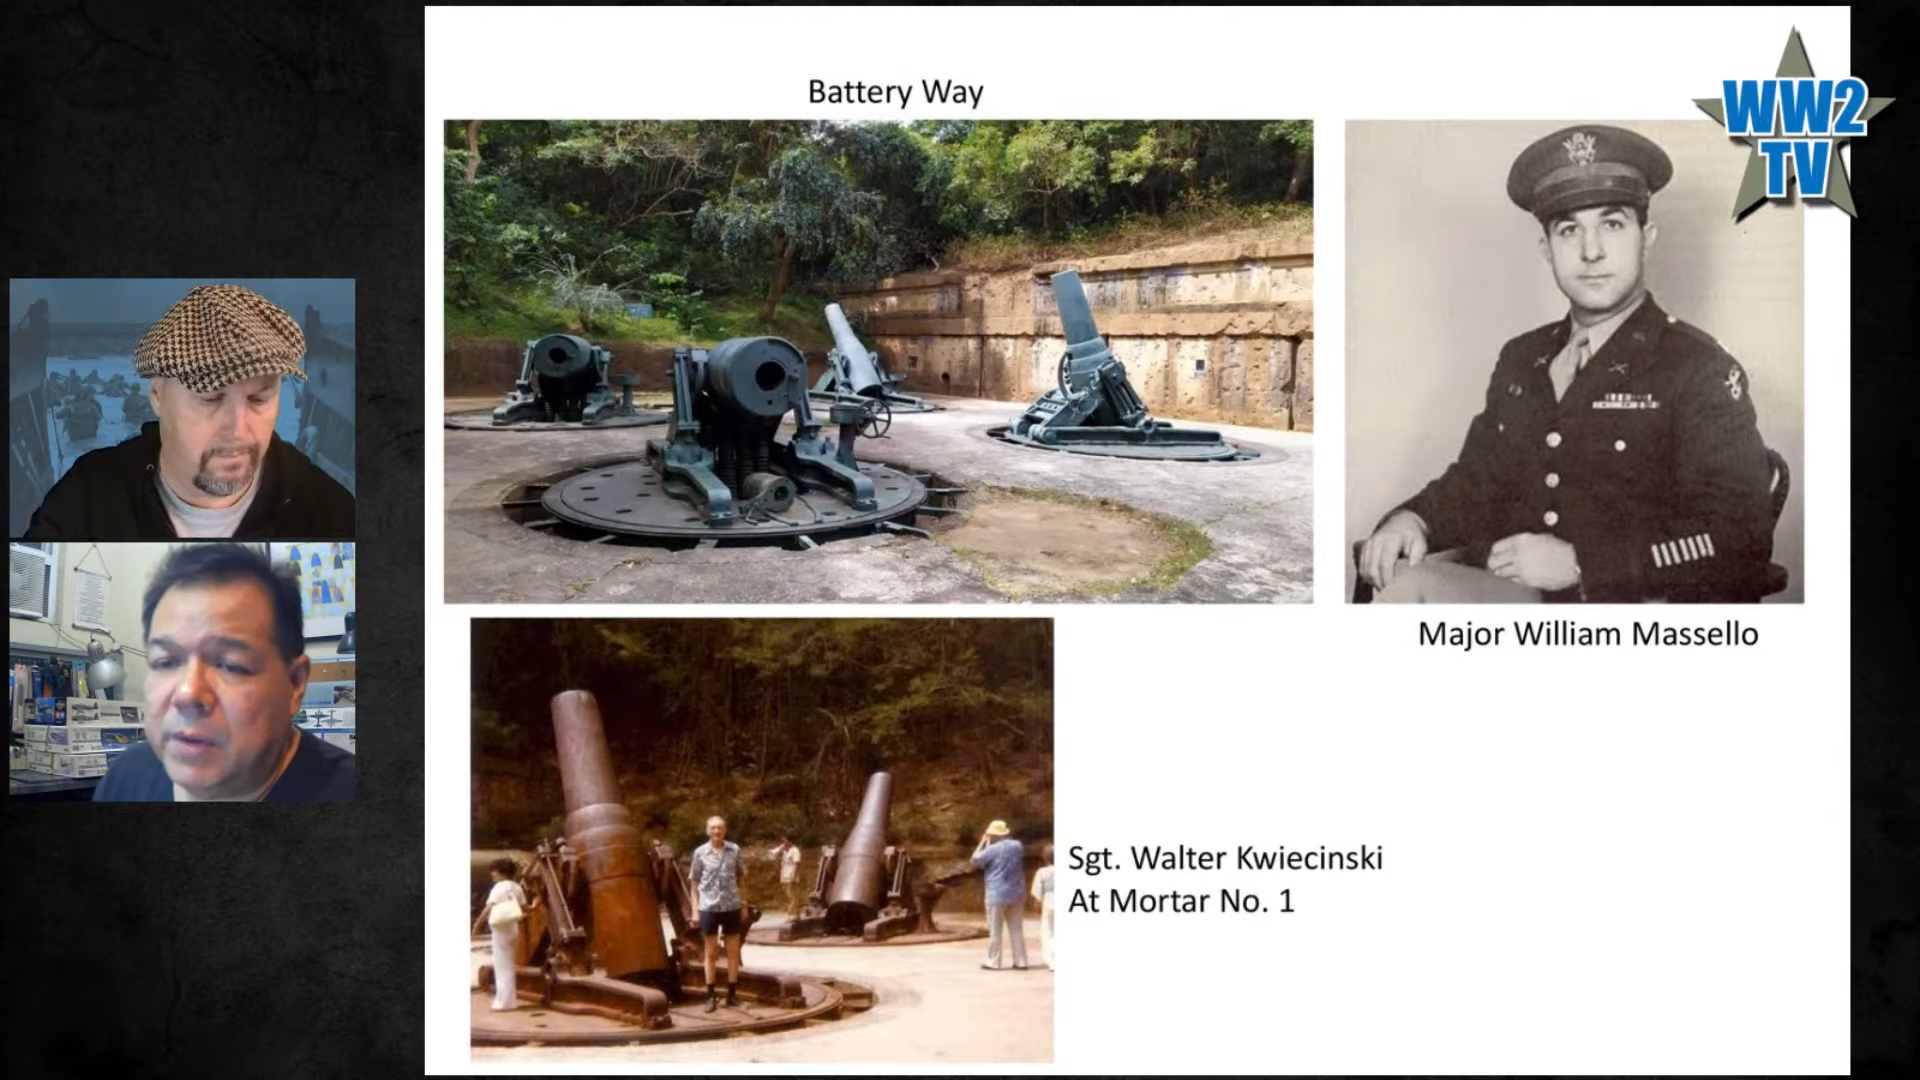 Battery Way
WW2
TV
Major William Massello
Sgt. Walter Kwiecinski
At Mortar No. 1